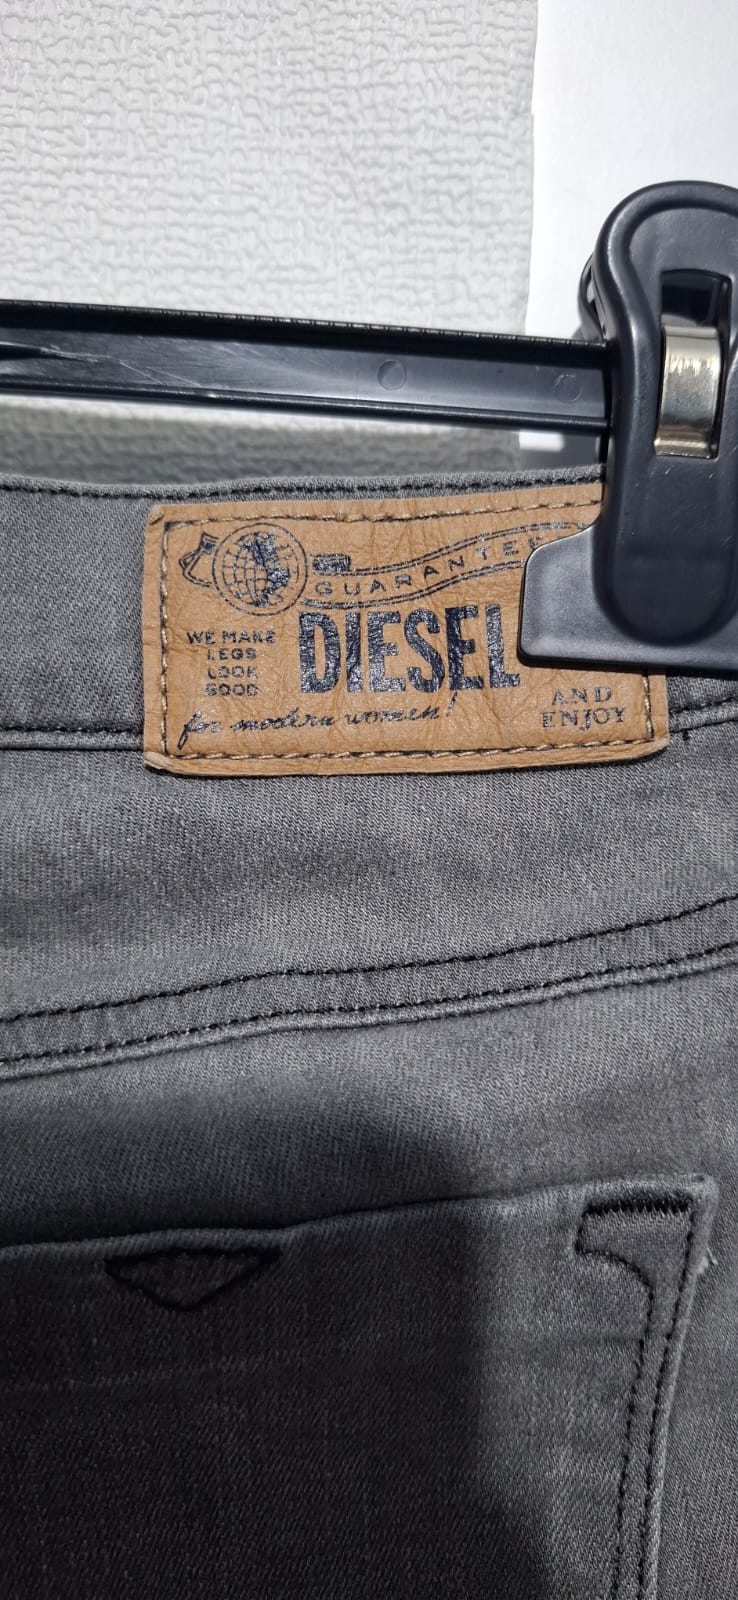 GUARANTEE
WE MAKE
LEGS
LOOK
GOOD
DIESEL
for modern women!
AND
ENJOY